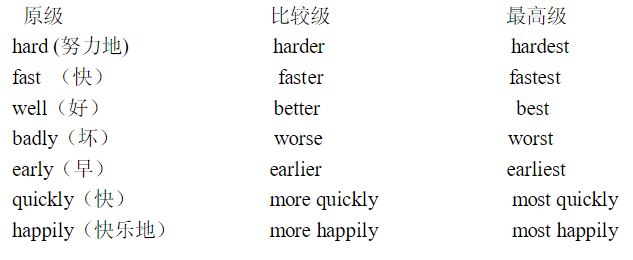 原级 比较级 最高级
hard (努力地) harder hardest
fast （快） faster fastest
well（好） better best
badly（坏） worse worst
early（早） earlier earliest
quickly（快） more quickly most quickly
happily（快乐地） more happily most happily